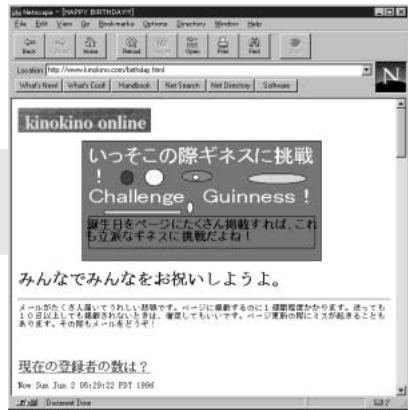 Netscape - [HAPPY BIRTHDAY!!]
File Edit View Go Bookmarks Options Directory Window Help
Back Home Reload Open Print Find
Location: http://www.kinokino.com/birthday.html
What's New! What's Cool! Handbook Net Search Net Directory Software
N
kinokino online
いっそこの際ギネスに挑戦
!
Challenge Guinness !
誕生日をページにたくさん掲載すれば、これ
も立派なギネスに挑戦だよね!
みんなでみんなをお祝いしようよ。
メールがたくさん届いてうれしい悲鳴です。ページに掲載するのに1週間程度かかります。送っても
10日以上しても掲載されないときは、催促してもいいです。ページ更新の際にミスが起きることも
あります。その際もメールをどうぞ!
現在の登録者の数は?
Now Sun Jun 2 05:29:22 PDT 1996
Document Done